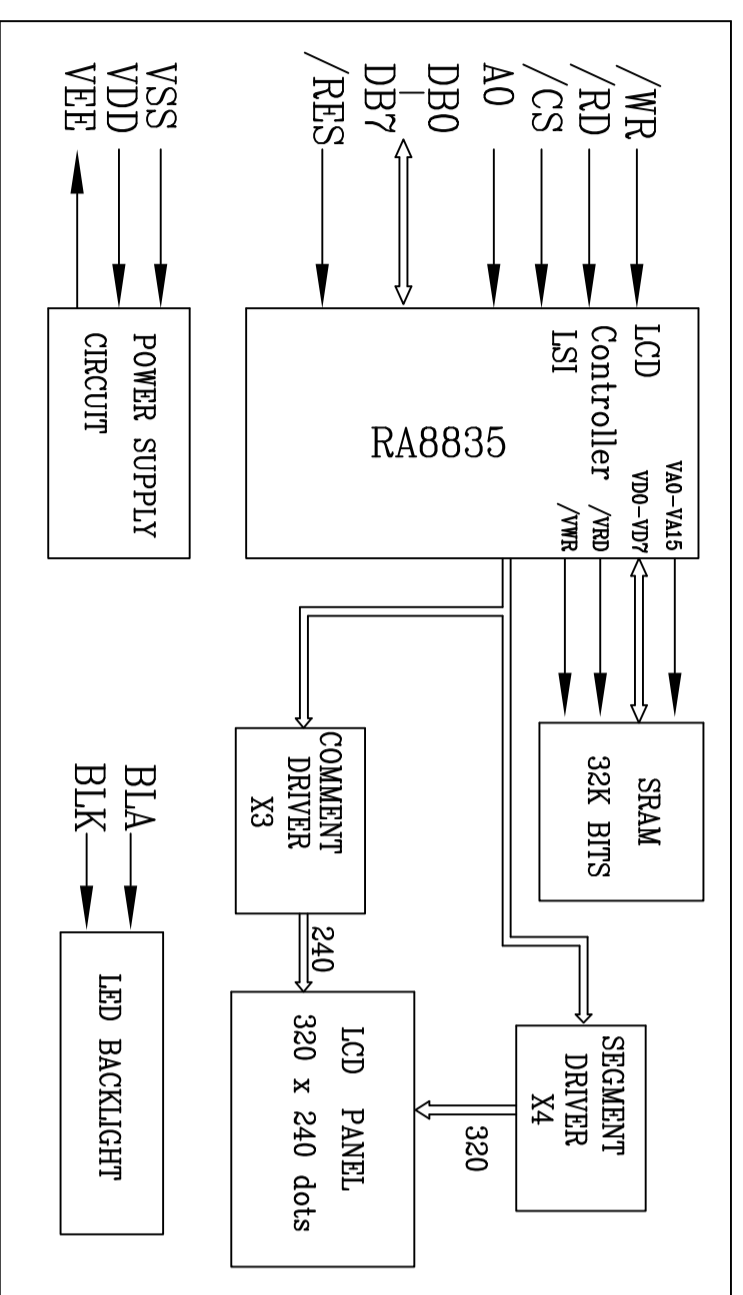 /WR
/RD
/CS
A0
DB0
|
DB7
/RES
VSS
VDD
VEE
LCD
Controller
LSI
RA8835
VA0-VA15
VD0-VD7
/VRD
/VWR
POWER SUPPLY
CIRCUIT
SRAM
32K BITS
COMMENT
DRIVER
X3
240
SEGMENT
DRIVER
X4
320
LCD PANEL
320 x 240 dots
BLA
BLK
LED BACKLIGHT